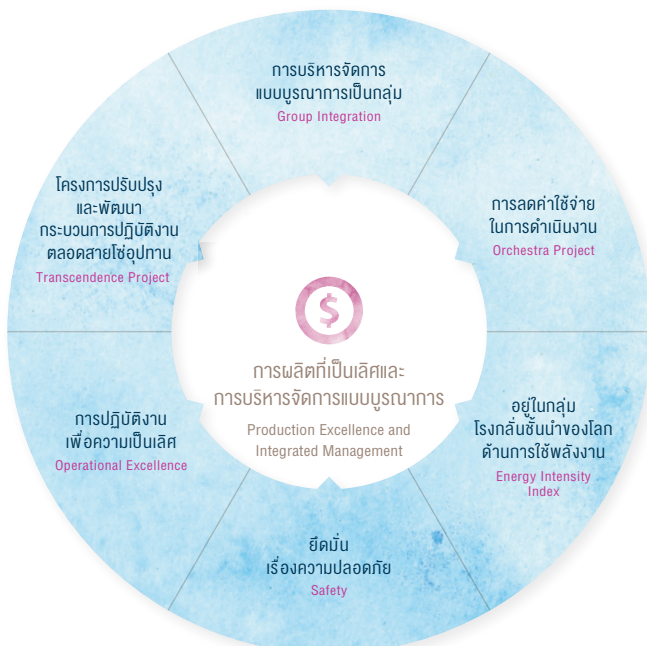 การบริหารจัดการ
แบบบูรณาการเป็นกลุ่ม
Group Integration
การลดค่าใช้จ่าย
ในการดำเนินงาน
Orchestra Project
อยู่ในกลุ่ม
โรงกลั่นชั้นนำของโลก
ด้านการใช้พลังงาน
Energy Intensity
Index
ยึดมั่น
เรื่องความปลอดภัย
Safety
การปฏิบัติงาน
เพื่อความเป็นเลิศ
Operational Excellence
โครงการปรับปรุง
และพัฒนา
กระบวนการปฏิบัติงาน
ตลอดสายโซ่อุปทาน
Transcendence Project
$
การผลิตที่เป็นเลิศและ
การบริหารจัดการแบบบูรณาการ
Production Excellence and
Integrated Management